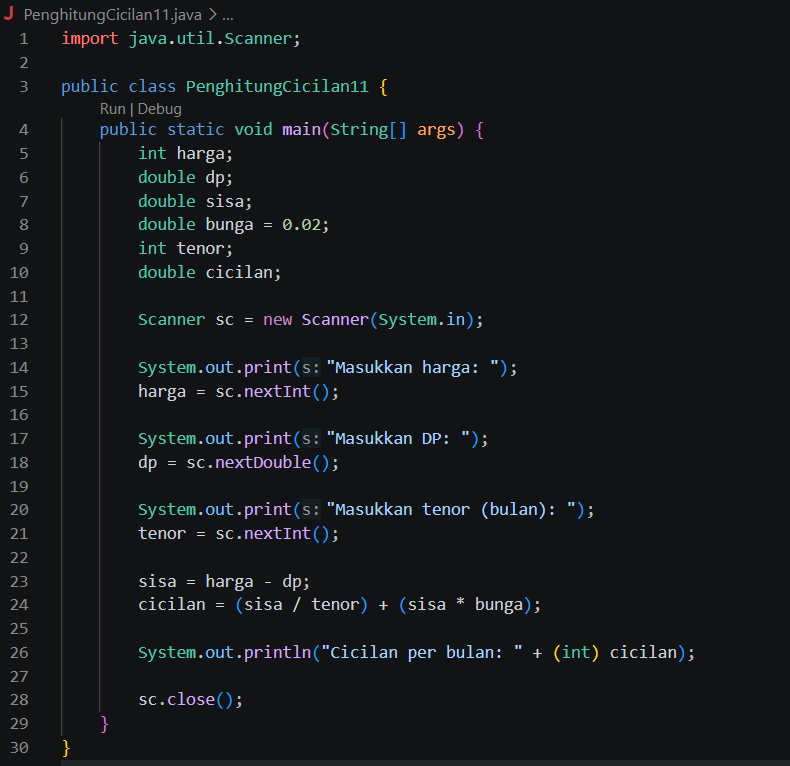 J PenghitungCicilan11.java > ...
1 import java.util.Scanner;
2
3 public class PenghitungCicilan11 {
Run | Debug
4 public static void main(String[] args) {
5 int harga;
6 double dp;
7 double sisa;
8 double bunga = 0.02;
9 int tenor;
10 double cicilan;
11
12 Scanner sc = new Scanner(System.in);
13
14 System.out.print(s: "Masukkan harga: ");
15 harga = sc.nextInt();
16
17 System.out.print(s: "Masukkan DP: ");
18 dp = sc.nextDouble();
19
20 System.out.print(s: "Masukkan tenor (bulan): ");
21 tenor = sc.nextInt();
22
23 sisa = harga - dp;
24 cicilan = (sisa / tenor) + (sisa * bunga);
25
26 System.out.println("Cicilan per bulan: " + (int) cicilan);
27
28 sc.close();
29 }
30 }